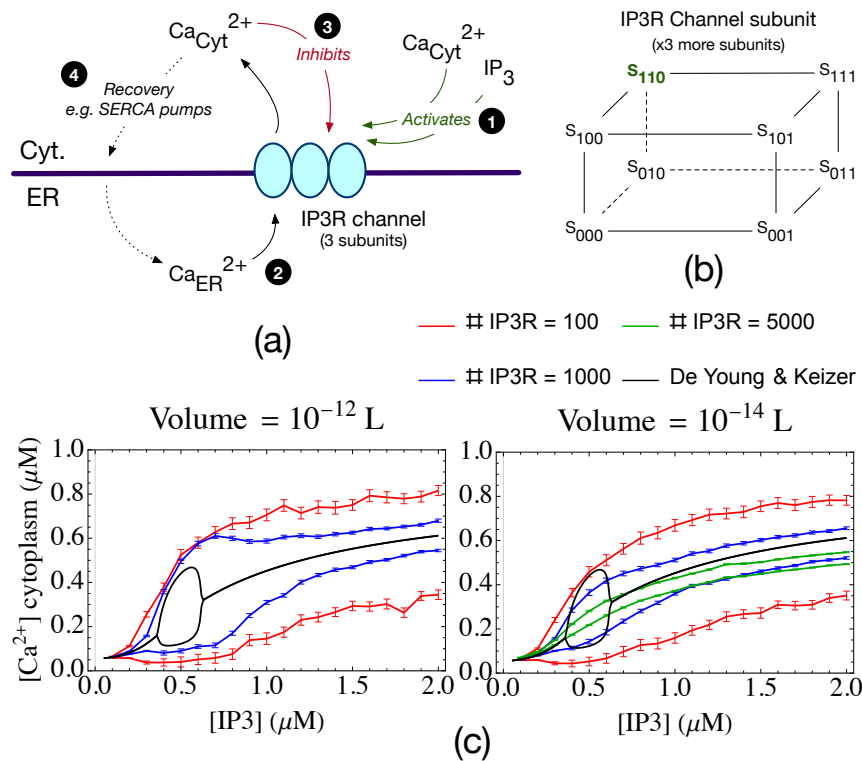 Ca_Cyt^2+
3
Inhibits
Ca_Cyt^2+
IP_3
4
Recovery
e.g. SERCA pumps
Activates
1
Cyt.
ER
IP3R channel
(3 subunits)
Ca_ER^2+
2
(a)
IP3R Channel subunit
(x3 more subunits)
S_110
S_111
S_100
S_101
S_010
S_011
S_000
S_001
(b)
# IP3R = 100
# IP3R = 5000
# IP3R = 1000
De Young & Keizer
Volume = 10^−12 L
[Ca^2+] cytoplasm (μM)
1.0
0.8
0.6
0.4
0.2
0.0
0.0 0.5 1.0 1.5 2.0
[IP3] (μM)
Volume = 10^−14 L
1.0
0.8
0.6
0.4
0.2
0.0
0.0 0.5 1.0 1.5 2.0
[IP3] (μM)
(c)